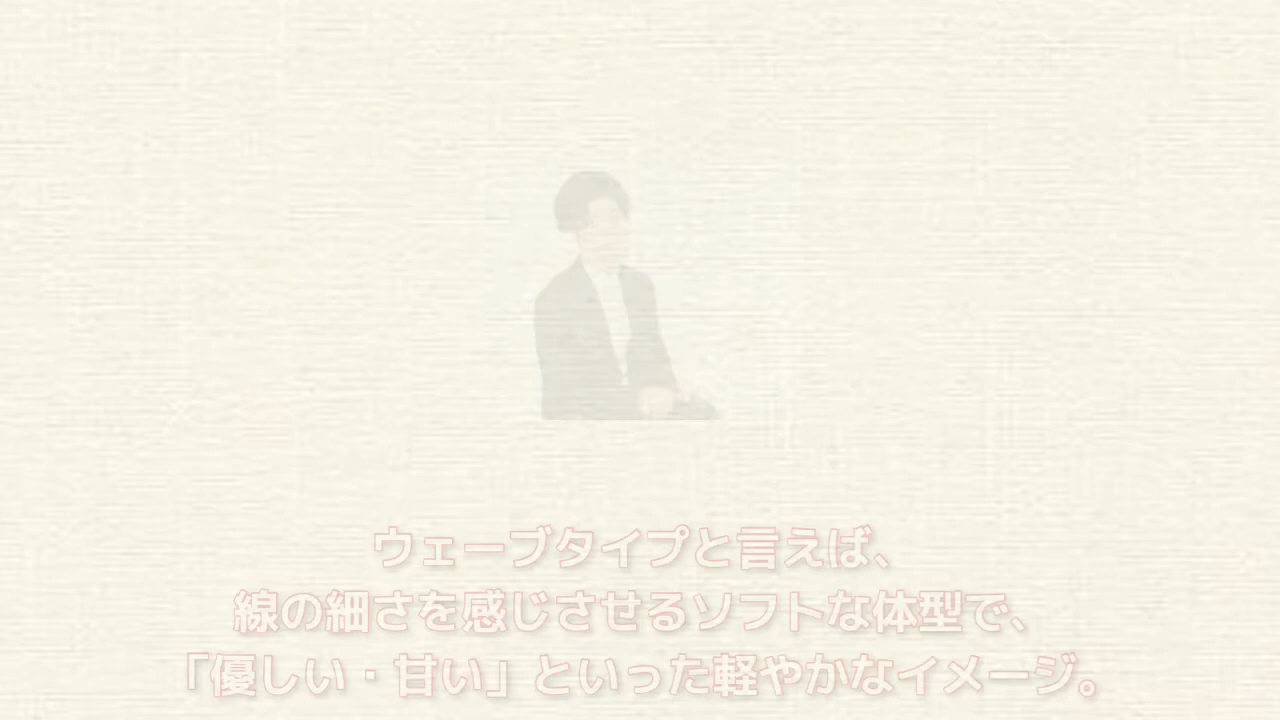 ウェーブタイプと言えば、
線の細さを感じさせるソフトな体型で、
「優しい・甘い」といった軽やかなイメージ。